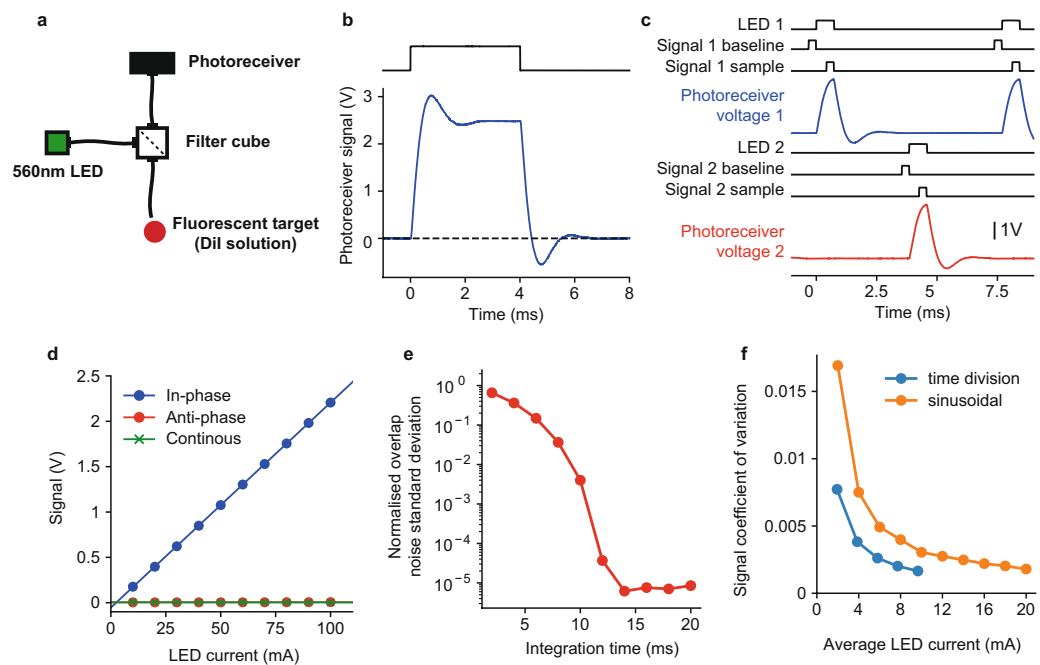 a
Photoreceiver
Filter cube
560nm LED
Fluorescent target
(DiI solution)
b
Photoreceiver signal (V)
3
2
1
0
0
2
4
6
8
Time (ms)
c
LED 1
Signal 1 baseline
Signal 1 sample
Photoreceiver
voltage 1
LED 2
Signal 2 baseline
Signal 2 sample
Photoreceiver
voltage 2
1V
0
2.5
5
7.5
Time (ms)
d
Signal (V)
2.5
2
1.5
1
0.5
0
In-phase
Anti-phase
Continous
0
25
50
75
100
LED current (mA)
e
Normalised overlap
noise standard deviation
10^0
10^-1
10^-2
10^-3
10^-4
10^-5
5
10
15
20
Integration time (ms)
f
Signal coefficient of variation
0.015
0.01
0.005
0
time division
sinusoidal
0
4
8
12
16
20
Average LED current (mA)